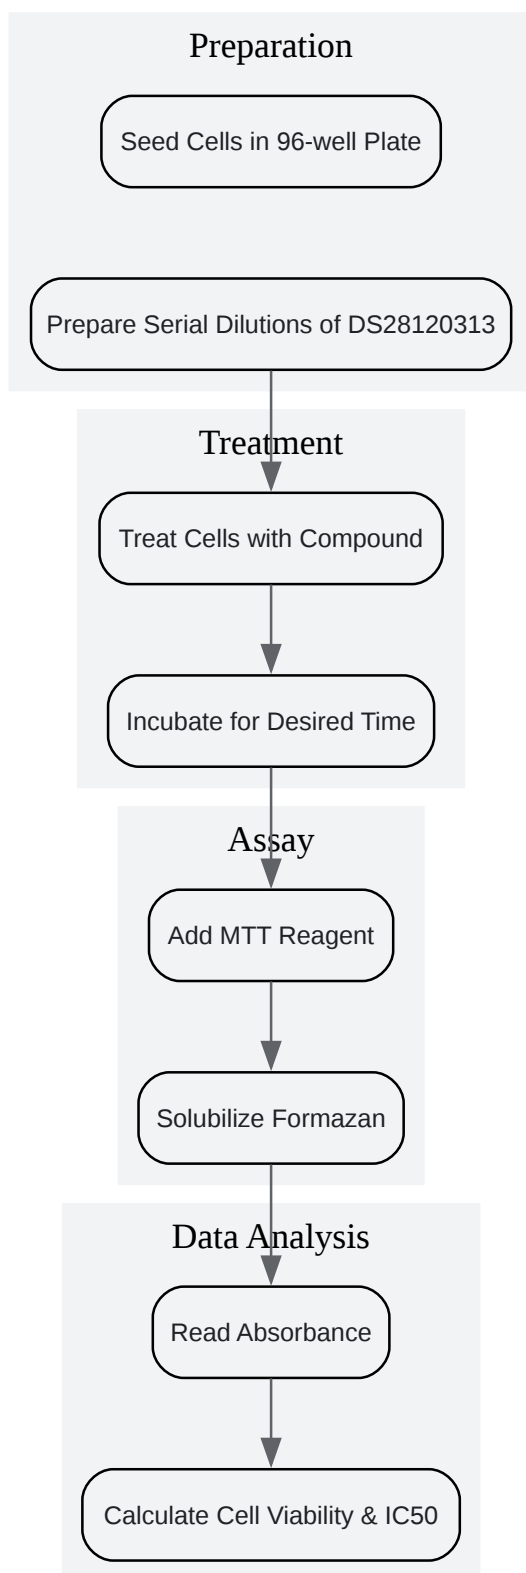 Preparation
Seed Cells in 96-well Plate
Prepare Serial Dilutions of DS28120313
Treatment
Treat Cells with Compound
Incubate for Desired Time
Assay
Add MTT Reagent
Solubilize Formazan
Data Analysis
Read Absorbance
Calculate Cell Viability & IC50